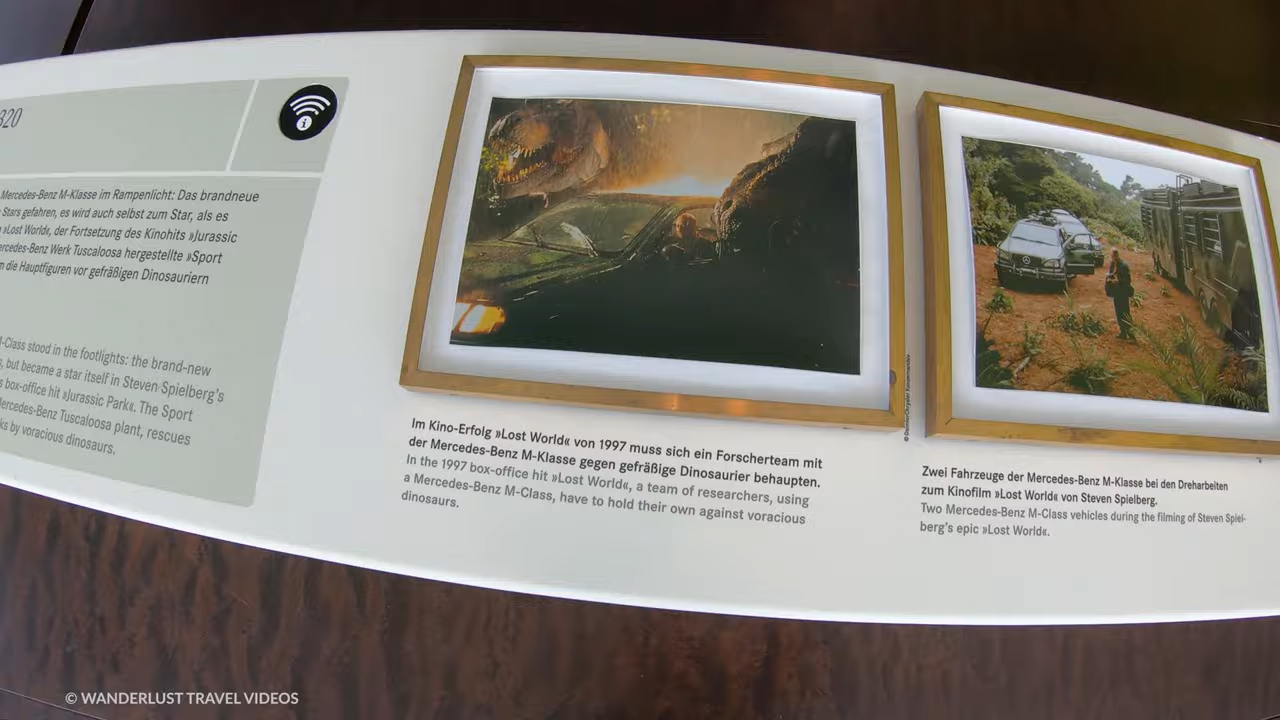 320
i
Mercedes-Benz M-Klasse im Rampenlicht: Das brandneue
Stars gefahren, es wird auch selbst zum Star, als es
»Lost World«, der Fortsetzung des Kinohits »Jurassic
Mercedes-Benz Werk Tuscaloosa hergestellte »Sport
die Hauptfiguren vor gefräßigen Dinosauriern
M-Class stood in the footlights: the brand-new
but became a star itself in Steven Spielberg's
box-office hit »Jurassic Park«. The Sport
Mercedes-Benz Tuscaloosa plant, rescues
by voracious dinosaurs.
Im Kino-Erfolg »Lost World« von 1997 muss sich ein Forscherteam mit
der Mercedes-Benz M-Klasse gegen gefräßige Dinosaurier behaupten.
In the 1997 box-office hit »Lost World«, a team of researchers, using
a Mercedes-Benz M-Class, have to hold their own against voracious
dinosaurs.
Zwei Fahrzeuge der Mercedes-Benz M-Klasse bei den Dreharbeiten
zum Kinofilm »Lost World« von Steven Spielberg.
Two Mercedes-Benz M-Class vehicles during the filming of Steven Spiel-
berg's epic »Lost World«.
© WANDERLUST TRAVEL VIDEOS